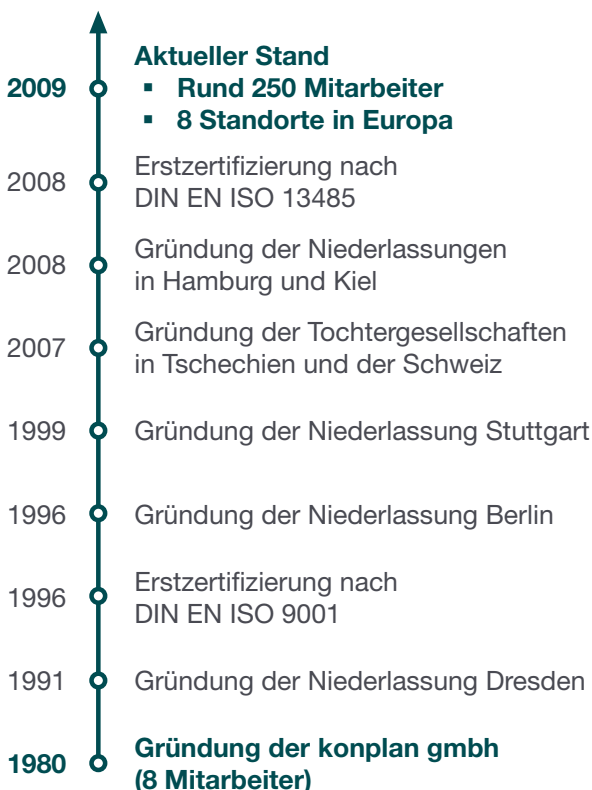 2009
Aktueller Stand
▪ Rund 250 Mitarbeiter
▪ 8 Standorte in Europa
2008
Erstzertifizierung nach
DIN EN ISO 13485
2008
Gründung der Niederlassungen
in Hamburg und Kiel
2007
Gründung der Tochtergesellschaften
in Tschechien und der Schweiz
1999 Gründung der Niederlassung Stuttgart
1996 Gründung der Niederlassung Berlin
1996
Erstzertifizierung nach
DIN EN ISO 9001
1991 Gründung der Niederlassung Dresden
1980
Gründung der konplan gmbh
(8 Mitarbeiter)